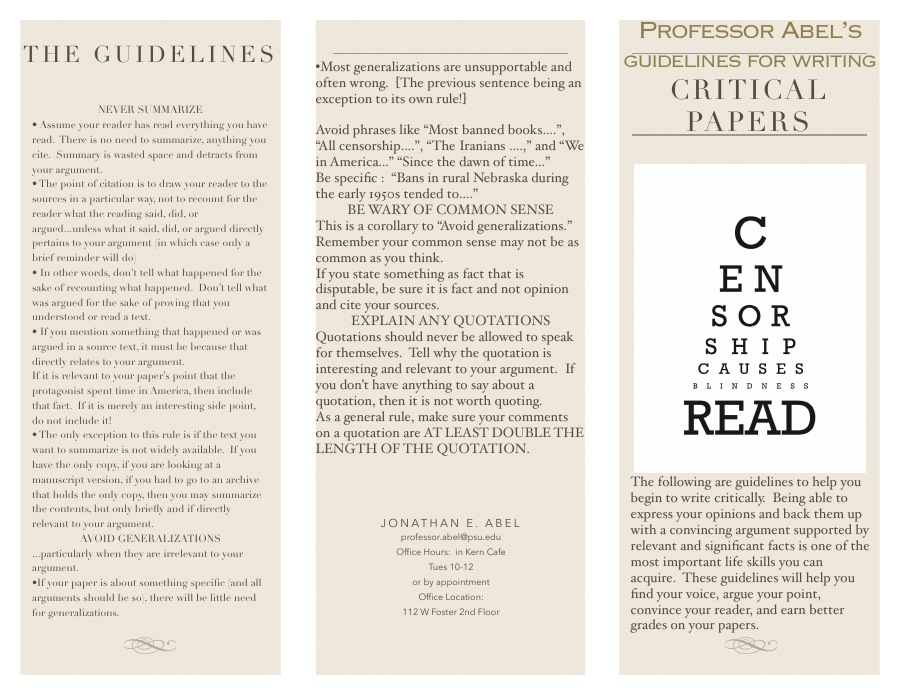 THE GUIDELINES
NEVER SUMMARIZE
• Assume your reader has read everything you have
read.  There is no need to summarize, anything you
cite.  Summary is wasted space and detracts from
your argument.
• The point of citation is to draw your reader to the
sources in a particular way, not to recount for the
reader what the reading said, did, or
argued...unless what it said, did, or argued directly
pertains to your argument (in which case only a
brief reminder will do)
• In other words, don't tell what happened for the
sake of recounting what happened.  Don't tell what
was argued for the sake of proving that you
understood or read a text.
• If you mention something that happened or was
argued in a source text, it must be because that
directly relates to your argument.
If it is relevant to your paper's point that the
protagonist spent time in America, then include
that fact.  If it is merely an interesting side point,
do not include it!
• The only exception to this rule is if the text you
want to summarize is not widely available.  If you
have the only copy, if you are looking at a
manuscript version, if you had to go to an archive
that holds the only copy, then you may summarize
the contents, but only briefly and if directly
relevant to your argument.
AVOID GENERALIZATIONS
...particularly when they are irrelevant to your
argument.
•If your paper is about something specific (and all
arguments should be so), there will be little need
for generalizations.
•Most generalizations are unsupportable and
often wrong.  [The previous sentence being an
exception to its own rule!]
Avoid phrases like “Most banned books....”,
“All censorship....”, “The Iranians ....,” and “We
in America...” “Since the dawn of time...”
Be specific :  “Bans in rural Nebraska during
the early 1950s tended to....”
BE WARY OF COMMON SENSE
This is a corollary to “Avoid generalizations.”
Remember your common sense may not be as
common as you think.
If you state something as fact that is
disputable, be sure it is fact and not opinion
and cite your sources.
EXPLAIN ANY QUOTATIONS
Quotations should never be allowed to speak
for themselves.  Tell why the quotation is
interesting and relevant to your argument.  If
you don't have anything to say about a
quotation, then it is not worth quoting.
As a general rule, make sure your comments
on a quotation are AT LEAST DOUBLE THE
LENGTH OF THE QUOTATION.
JONATHAN E. ABEL
professor.abel@psu.edu
Office Hours:  in Kern Cafe
Tues 10-12
or by appointment
Office Location:
112 W Foster 2nd Floor
PROFESSOR ABEL'S
GUIDELINES FOR WRITING
CRITICAL
PAPERS
C
EN
SOR
SHIP
CAUSES
BLINDNESS
READ
The following are guidelines to help you
begin to write critically.  Being able to
express your opinions and back them up
with a convincing argument supported by
relevant and significant facts is one of the
most important life skills you can
acquire.  These guidelines will help you
find your voice, argue your point,
convince your reader, and earn better
grades on your papers.